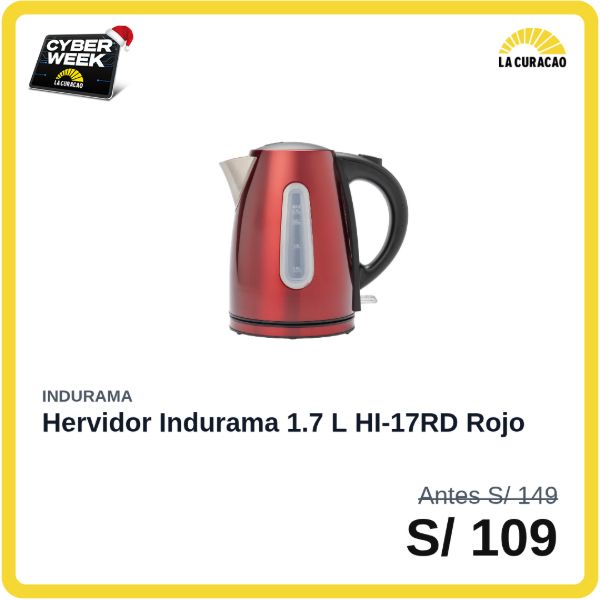 CYBER
WEEK
LA CURACAO
LA CURACAO
INDURAMA
Hervidor Indurama 1.7 L HI-17RD Rojo
Antes S/ 149
S/ 109